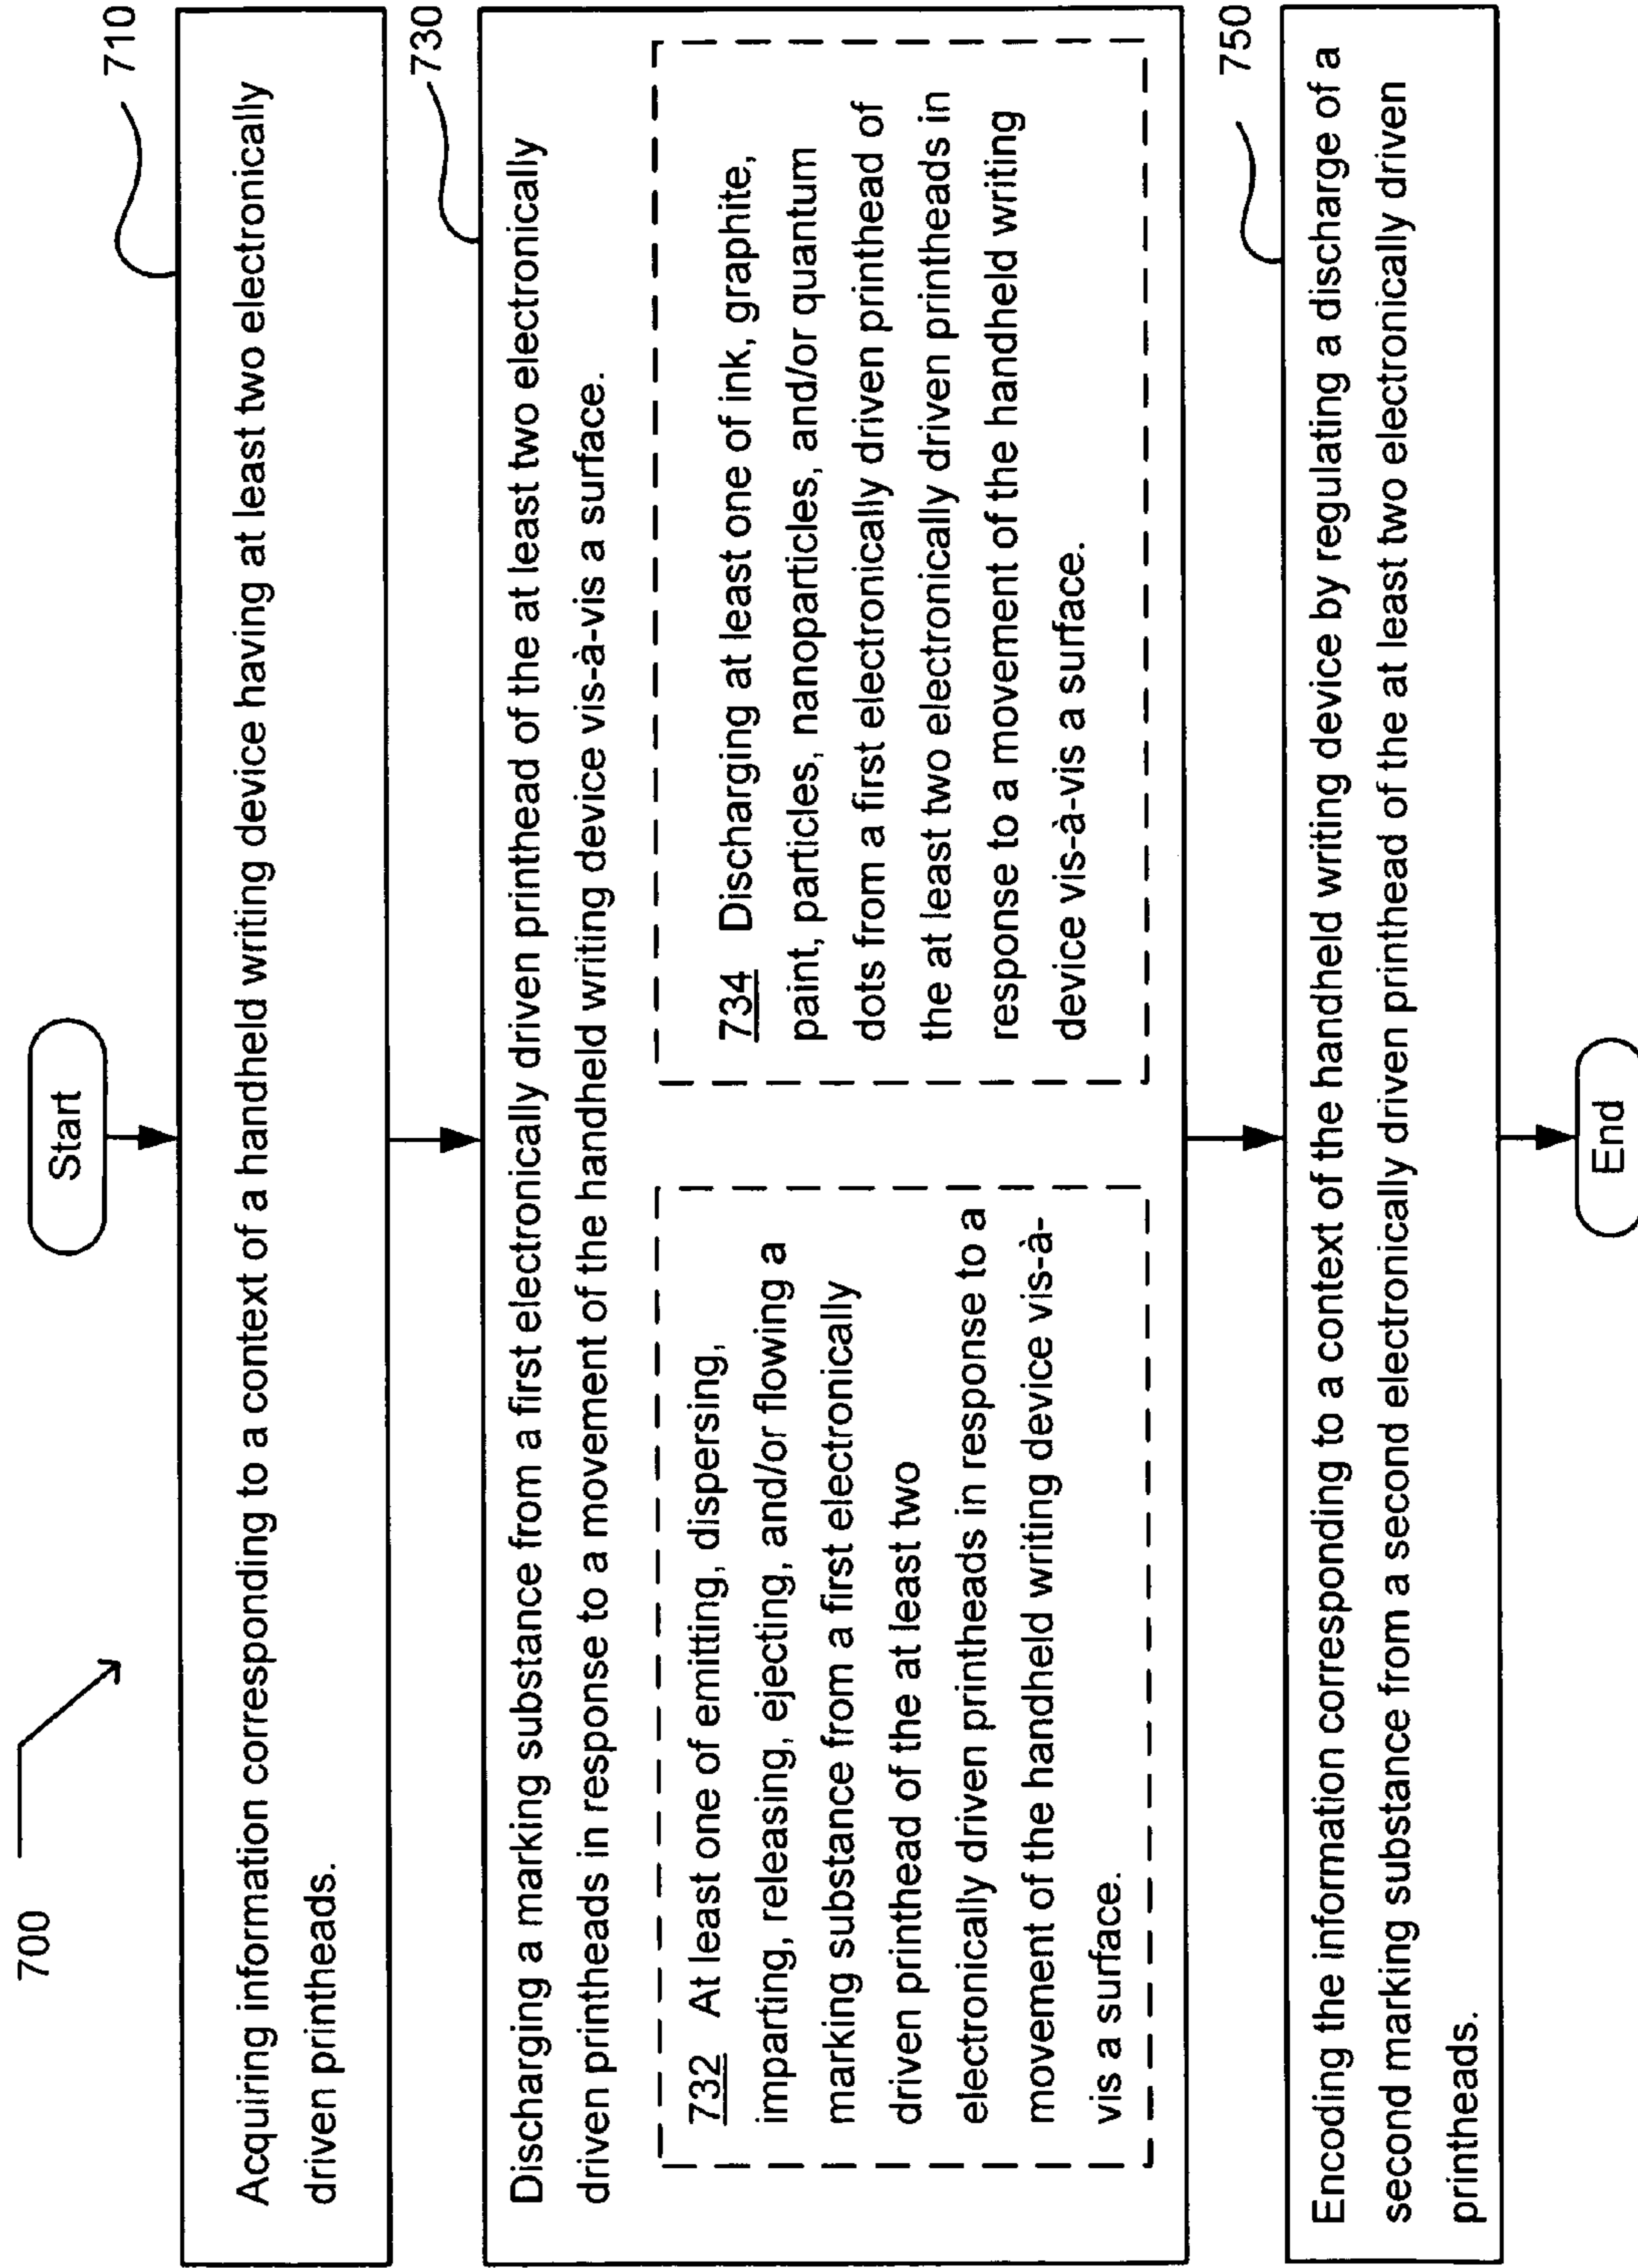 700
Start
710
Acquiring information corresponding to a context of a handheld writing device having at least two electronically
driven printheads.
730
Discharging a marking substance from a first electronically driven printhead of the at least two electronically
driven printheads in response to a movement of the handheld writing device vis-à-vis a surface.
732 At least one of emitting, dispersing,
imparting, releasing, ejecting, and/or flowing a
marking substance from a first electronically
driven printhead of the at least two
electronically driven printheads in response to a
movement of the handheld writing device vis-à-
vis a surface.
734 Discharging at least one of ink, graphite,
paint, particles, nanoparticles, and/or quantum
dots from a first electronically driven printhead of
the at least two electronically driven printheads in
response to a movement of the handheld writing
device vis-à-vis a surface.
750
Encoding the information corresponding to a context of the handheld writing device by regulating a discharge of a
second marking substance from a second electronically driven printhead of the at least two electronically driven
printheads.
End